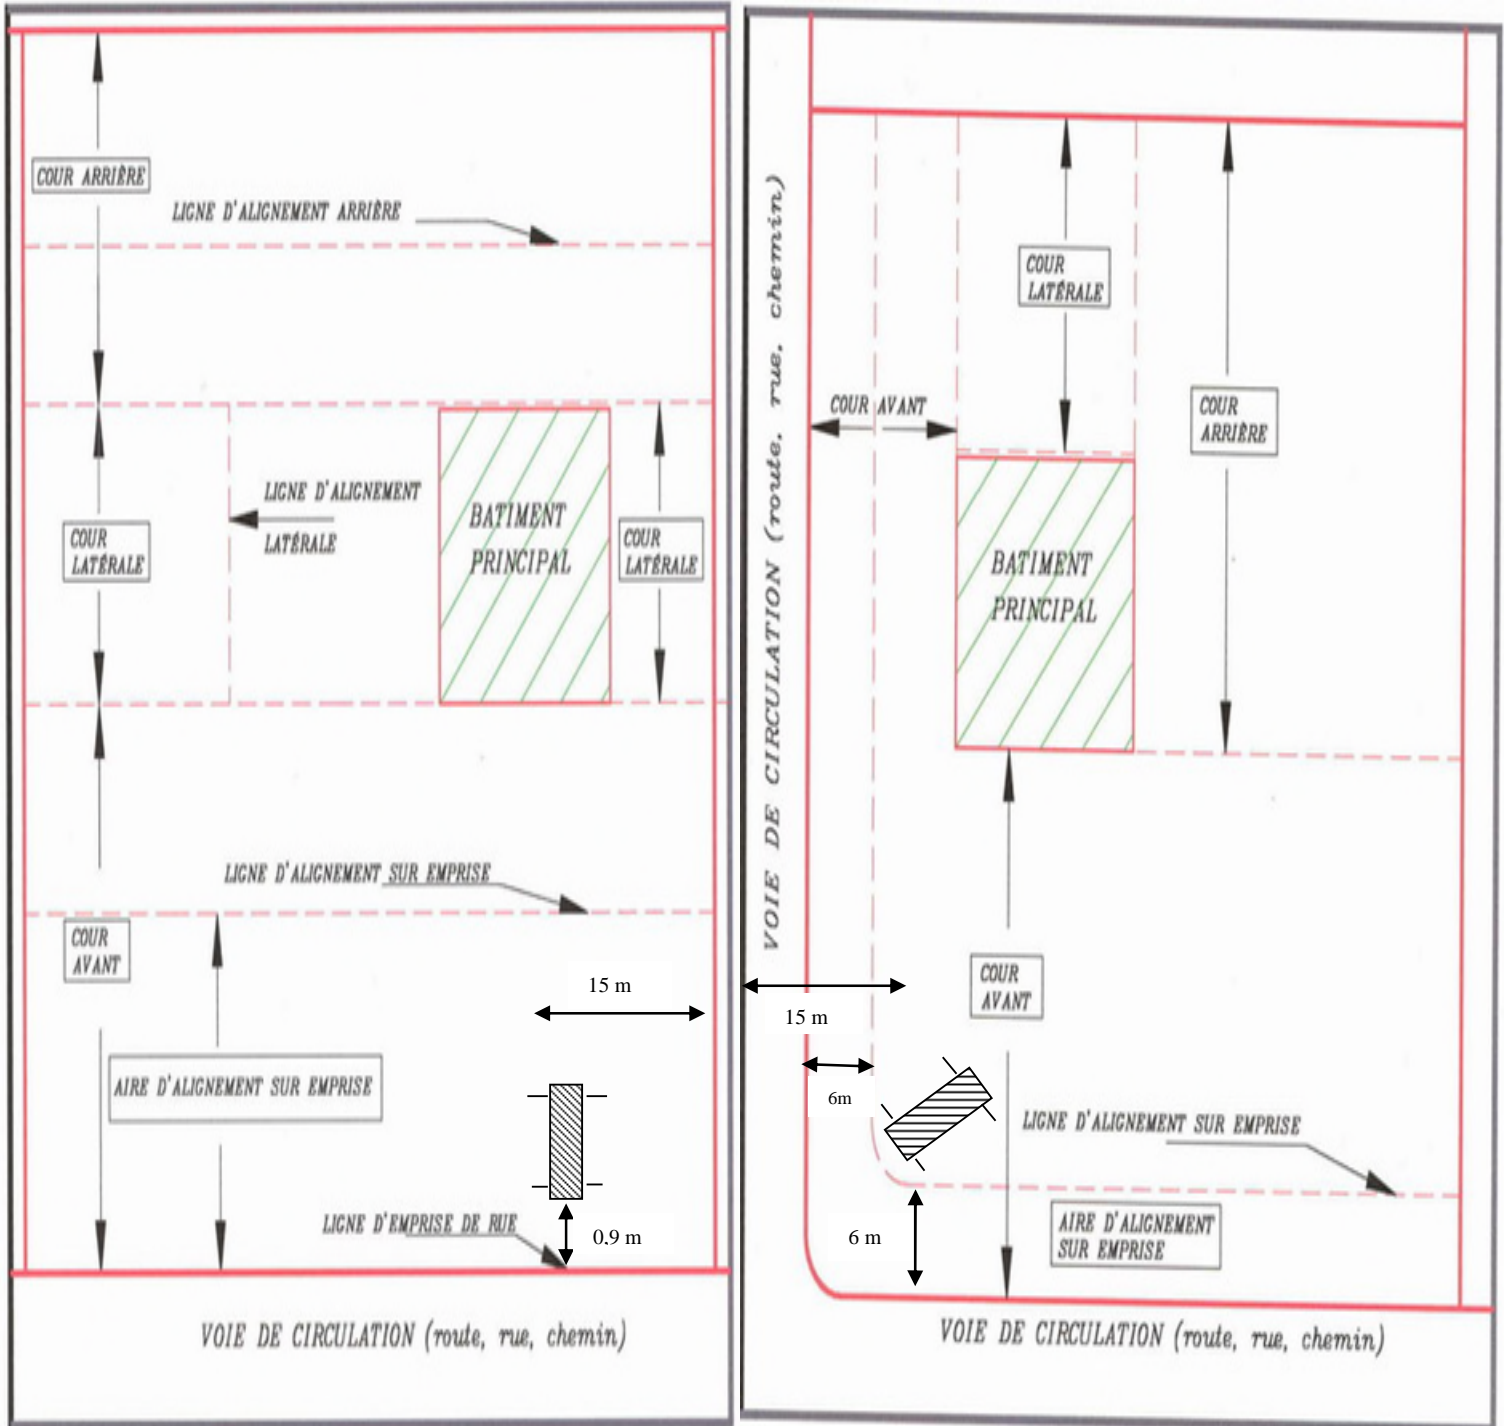 COUR ARRIÈRE
LIGNE D'ALIGNEMENT ARRIÈRE
LIGNE D'ALIGNEMENT
LATÉRALE
COUR
LATÉRALE
BATIMENT
PRINCIPAL
COUR
LATÉRALE
LIGNE D'ALIGNEMENT SUR EMPRISE
COUR
AVANT
15 m
AIRE D'ALIGNEMENT SUR EMPRISE
LIGNE D'EMPRISE DE RUE
0.9 m
VOIE DE CIRCULATION (route, rue, chemin)
VOIE DE CIRCULATION (route, rue, chemin)
COUR
LATÉRALE
COUR AVANT
COUR
ARRIÈRE
BATIMENT
PRINCIPAL
COUR
AVANT
15 m
6m
LIGNE D'ALIGNEMENT SUR EMPRISE
6 m
AIRE D'ALIGNEMENT
SUR EMPRISE
VOIE DE CIRCULATION (route, rue, chemin)